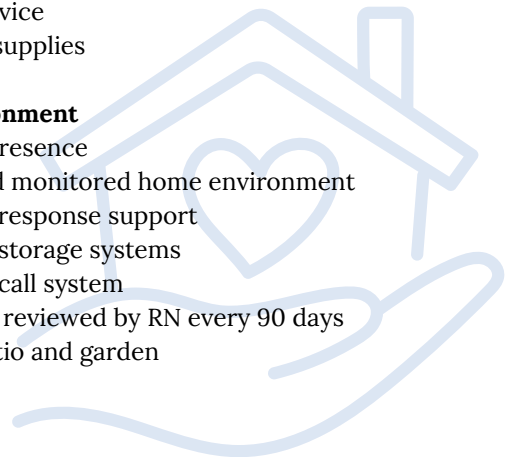 vice
supplies
onment
resence
d monitored home environment
response support
storage systems
call system
reviewed by RN every 90 days
tio and garden